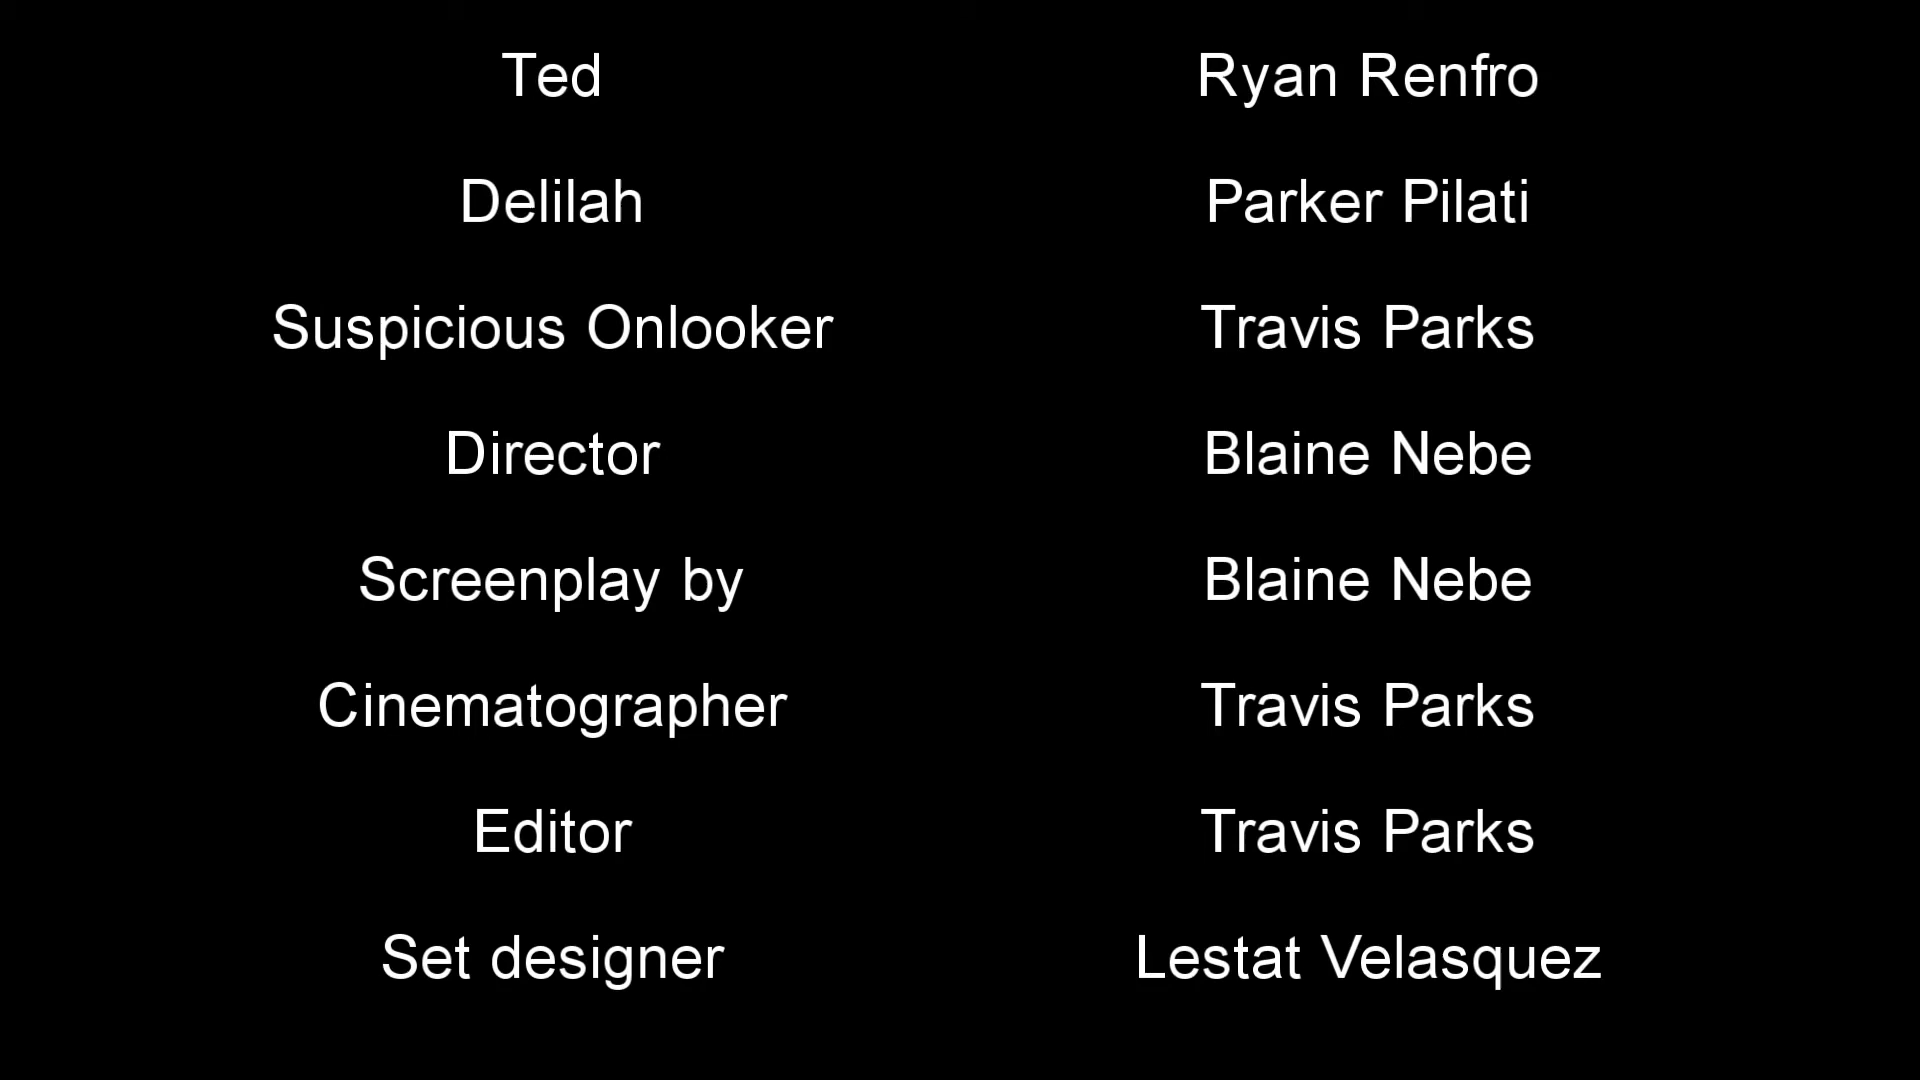 Ted Ryan Renfro
Delilah Parker Pilati
Suspicious Onlooker Travis Parks
Director Blaine Nebe
Screenplay by Blaine Nebe
Cinematographer Travis Parks
Editor Travis Parks
Set designer Lestat Velasquez